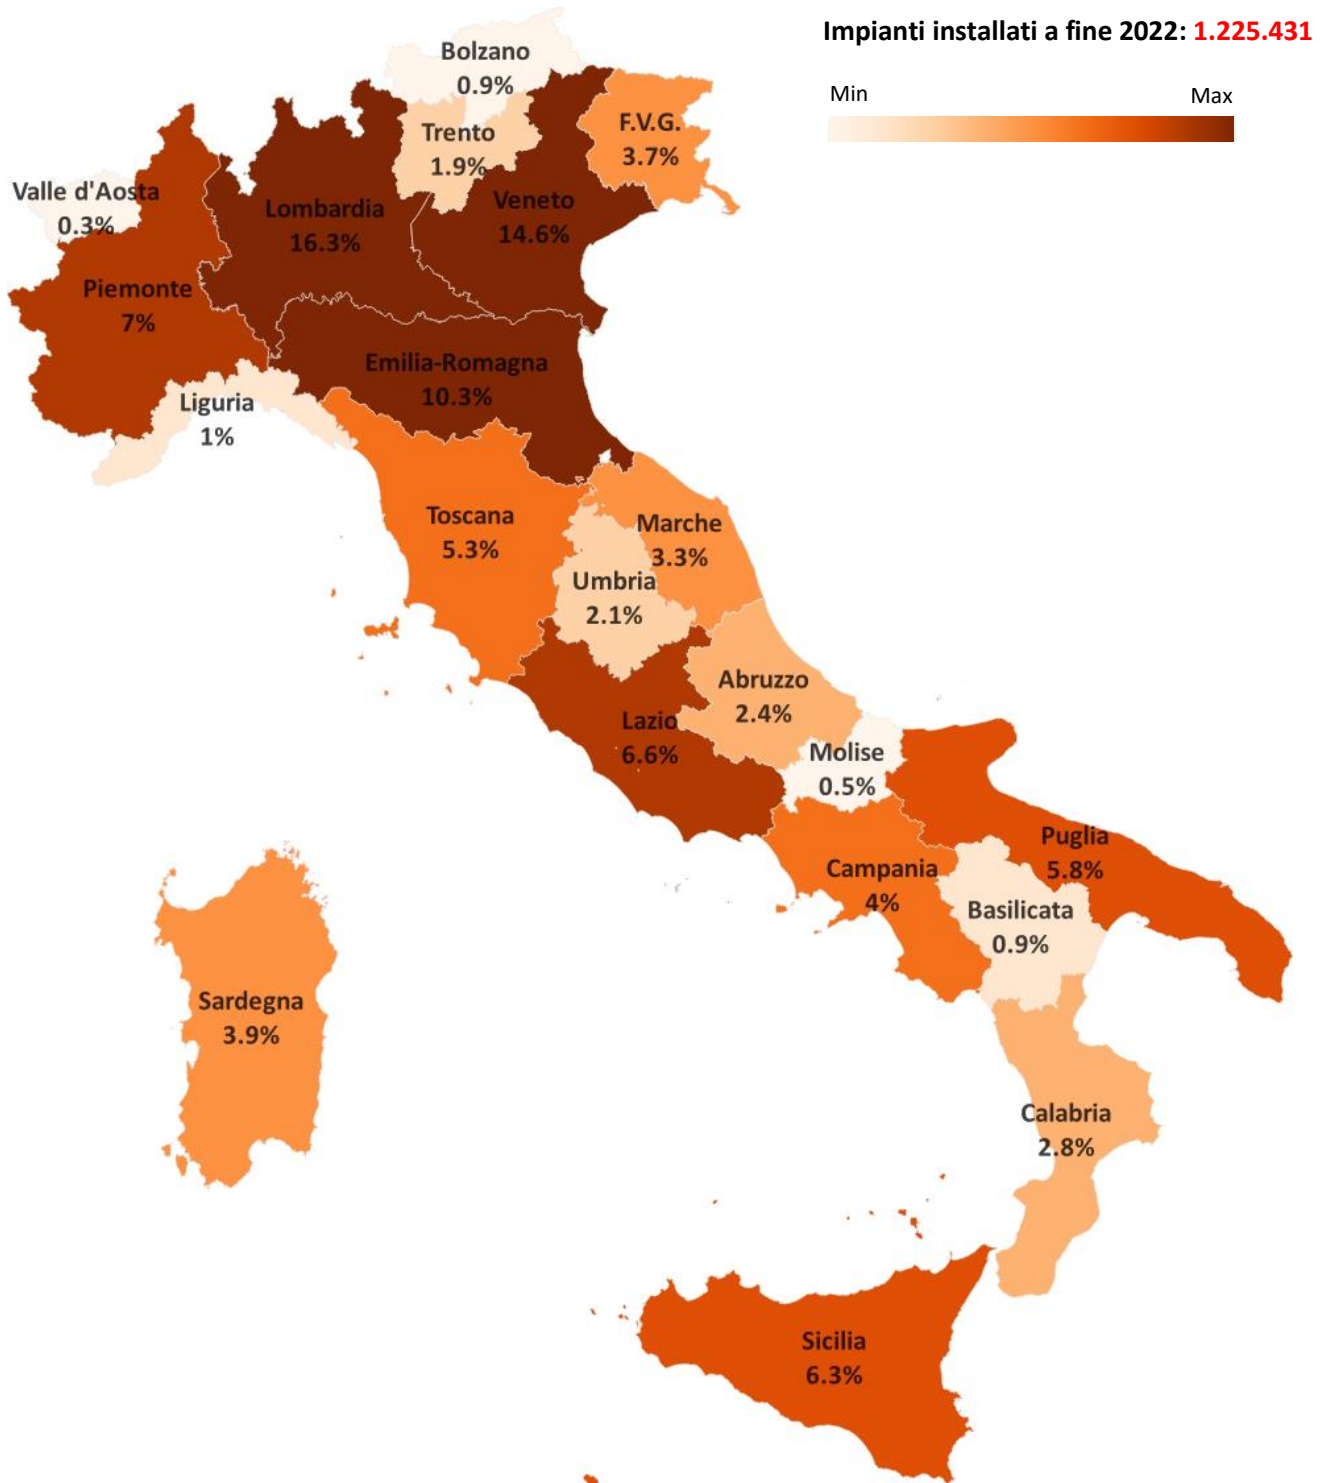 Impianti installati a fine 2022: 1.225.431
Min
Max
Bolzano
0.9%
Trento
1.9%
F.V.G.
3.7%
Valle d'Aosta
0.3%
Lombardia
16.3%
Veneto
14.6%
Piemonte
7%
Emilia-Romagna
10.3%
Liguria
1%
Toscana
5.3%
Marche
3.3%
Umbria
2.1%
Abruzzo
2.4%
Lazio
6.6%
Molise
0.5%
Puglia
5.8%
Campania
4%
Basilicata
0.9%
Sardegna
3.9%
Calabria
2.8%
Sicilia
6.3%